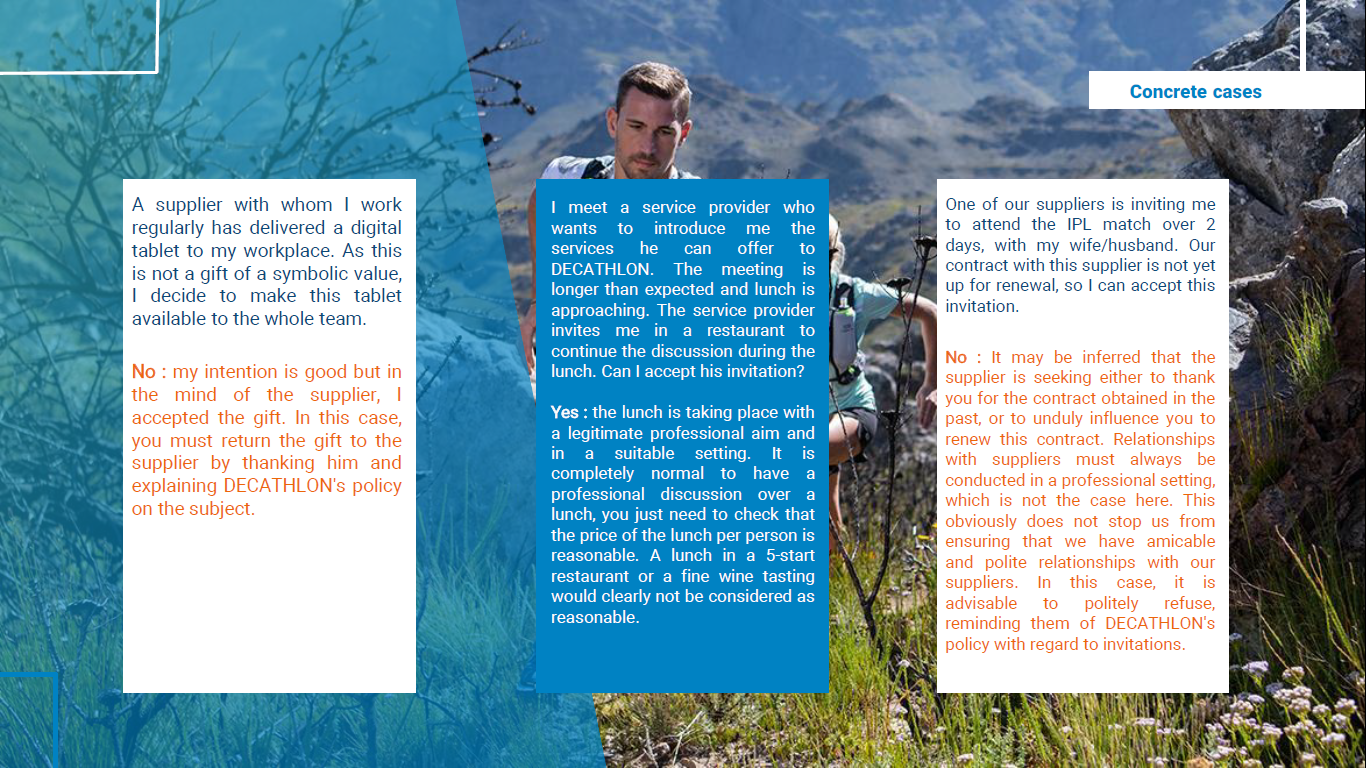 Concrete cases
A supplier with whom I work
regularly has delivered a digital
tablet to my workplace. As this
is not a gift of a symbolic value,
I decide to make this tablet
available to the whole team.
No : my intention is good but in
the mind of the supplier, I
accepted the gift. In this case,
you must return the gift to the
supplier by thanking him and
explaining DECATHLON's policy
on the subject.
I meet a service provider who
wants to introduce me the
services he can offer to
DECATHLON. The meeting is
longer than expected and lunch is
approaching. The service provider
invites me in a restaurant to
continue the discussion during the
lunch. Can I accept his invitation?
Yes : the lunch is taking place with
a legitimate professional aim and
in a suitable setting. It is
completely normal to have a
professional discussion over a
lunch, you just need to check that
the price of the lunch per person is
reasonable. A lunch in a 5-start
restaurant or a fine wine tasting
would clearly not be considered as
reasonable.
One of our suppliers is inviting me
to attend the IPL match over 2
days, with my wife/husband. Our
contract with this supplier is not yet
up for renewal, so I can accept this
invitation.
No : It may be inferred that the
supplier is seeking either to thank
you for the contract obtained in the
past, or to unduly influence you to
renew this contract. Relationships
with suppliers must always be
conducted in a professional setting,
which is not the case here. This
obviously does not stop us from
ensuring that we have amicable
and polite relationships with our
suppliers. In this case, it is
advisable to politely refuse,
reminding them of DECATHLON's
policy with regard to invitations.